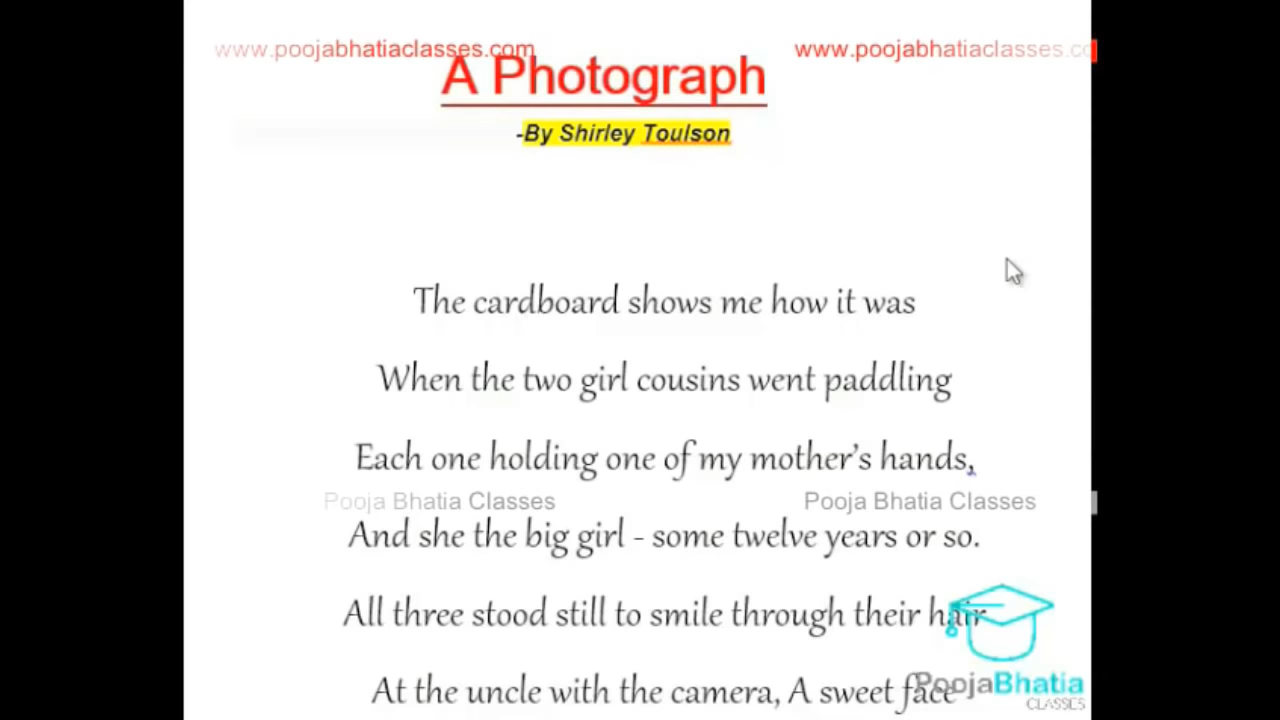 www.poojabhatiaclasses.com www.poojabhatiaclasses.co
A Photograph
-By Shirley Toulson
The cardboard shows me how it was
When the two girl cousins went paddling
Each one holding one of my mother's hands,
Pooja Bhatia Classes Pooja Bhatia Classes
And she the big girl - some twelve years or so.
All three stood still to smile through their hair
At the uncle with the camera, A sweet face
PoojaBhatia
CLASSES